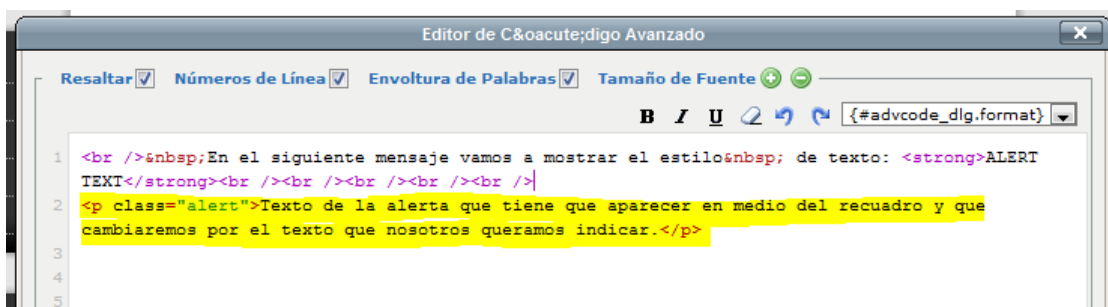 Editor de C&oacute;digo Avanzado
Resaltar Números de Línea Envoltura de Palabras Tamaño de Fuente
B I U {#advcode_dlg.format}
1 <br />&nbsp;En el siguiente mensaje vamos a mostrar el estilo&nbsp; de texto: <strong>ALERT
TEXT</strong><br /><br /><br /><br /><br />
2 <p class="alert">Texto de la alerta que tiene que aparecer en medio del recuadro y que
cambiaremos por el texto que nosotros queramos indicar.</p>
3
4
5